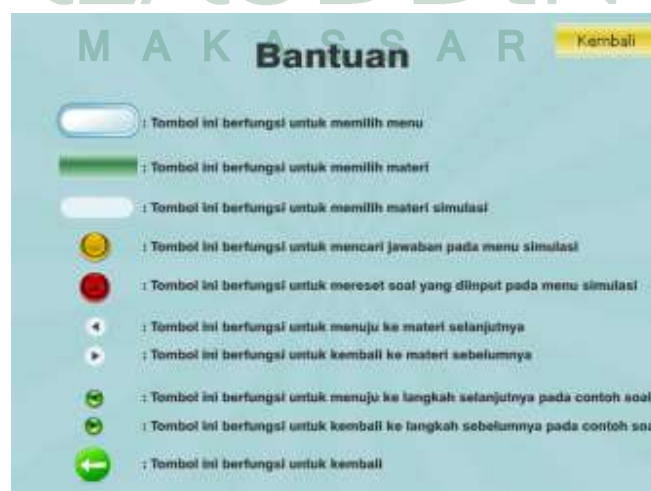 MAKASSAR
Bantuan
Kembali
: Tombol ini berfungsi untuk memilih menu
: Tombol ini berfungsi untuk memilih materi
: Tombol ini berfungsi untuk memilih materi simulasi
: Tombol ini berfungsi untuk mencari jawaban pada menu simulasi
: Tombol ini berfungsi untuk mereset soal yang diinput pada menu simulasi
: Tombol ini berfungsi untuk menuju ke materi selanjutnya
: Tombol ini berfungsi untuk kembali ke materi sebelumnya
: Tombol ini berfungsi untuk menuju ke langkah selanjutnya pada contoh soal
: Tombol ini berfungsi untuk kembali ke langkah sebelumnya pada contoh soa
: Tombol ini berfungsi untuk kembali